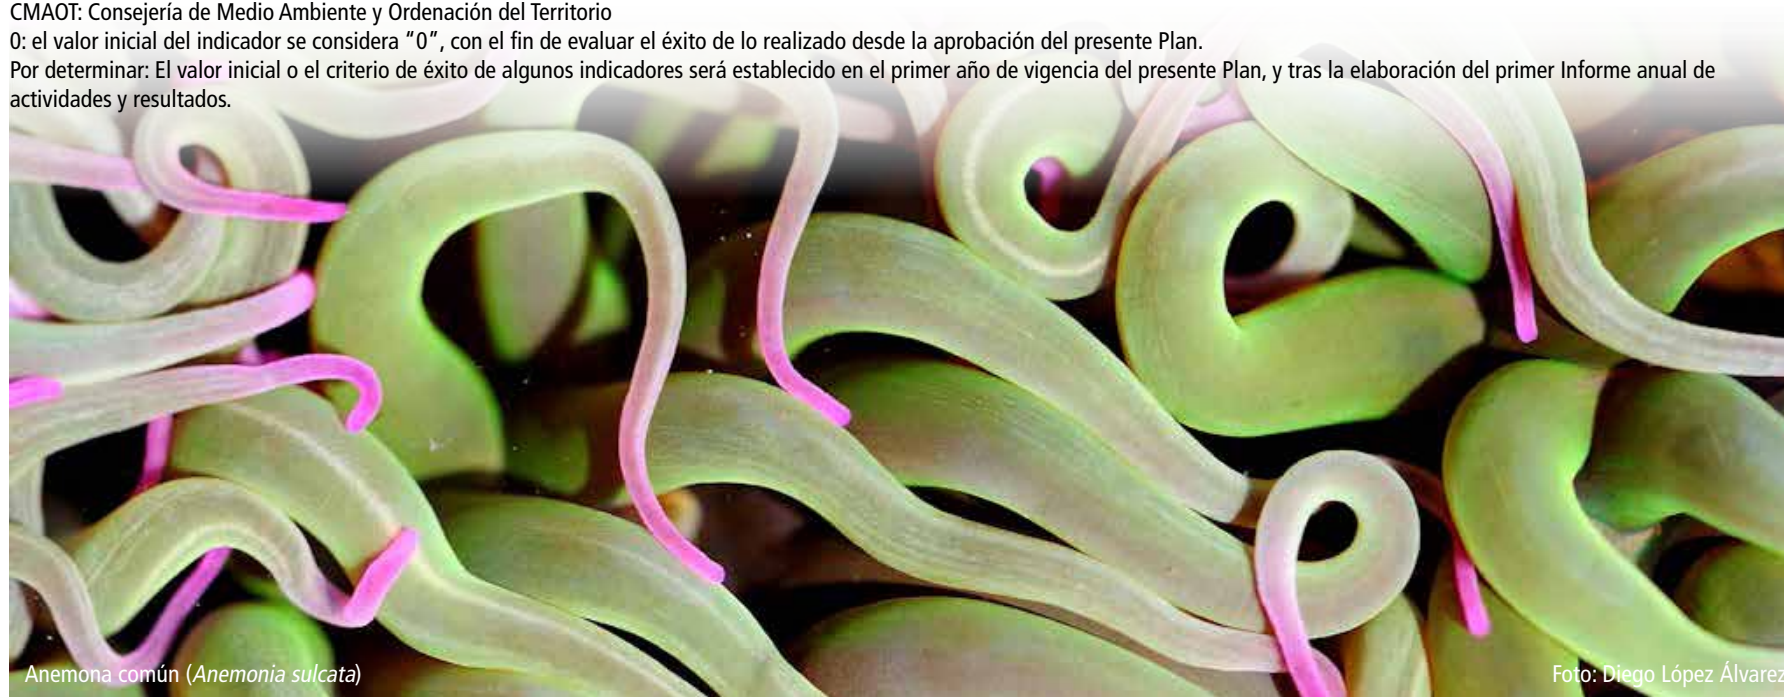 CMAOT: Consejería de Medio Ambiente y Ordenación del Territorio
0: el valor inicial del indicador se considera “0”, con el fin de evaluar el éxito de lo realizado desde la aprobación del presente Plan.
Por determinar: El valor inicial o el criterio de éxito de algunos indicadores será establecido en el primer año de vigencia del presente Plan, y tras la elaboración del primer Informe anual de
actividades y resultados.
Anemona común (Anemonia sulcata)
Foto: Diego López Álvarez